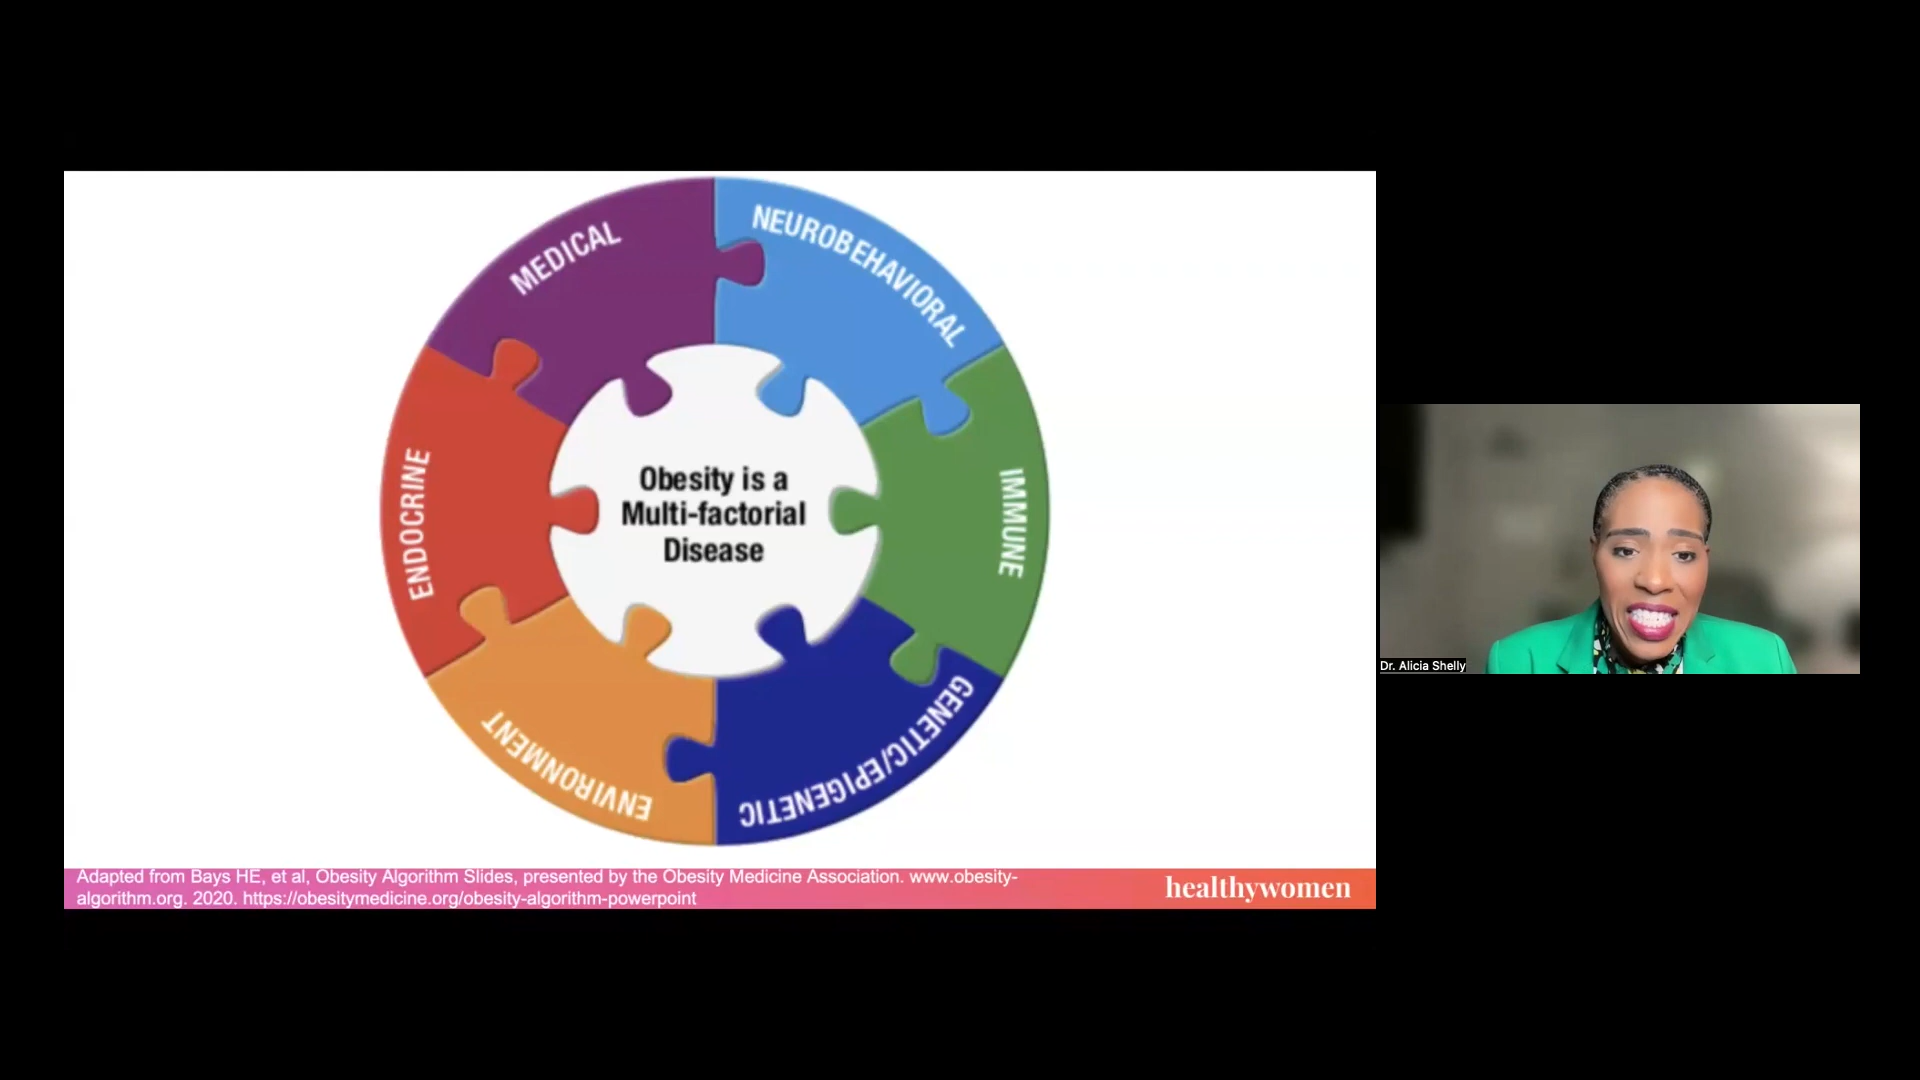 MEDICAL
NEUROBEHAVIORAL
IMMUNE
GENETIC/EPIGENETIC
ENVIRONMENT
ENDOCRINE
Obesity is a
Multi-factorial
Disease
Adapted from Bays HE, et al, Obesity Algorithm Slides, presented by the Obesity Medicine Association. www.obesity-
algorithm.org. 2020. https://obesitymedicine.org/obesity-algorithm-powerpoint
healthywomen
Dr. Alicia Shelly